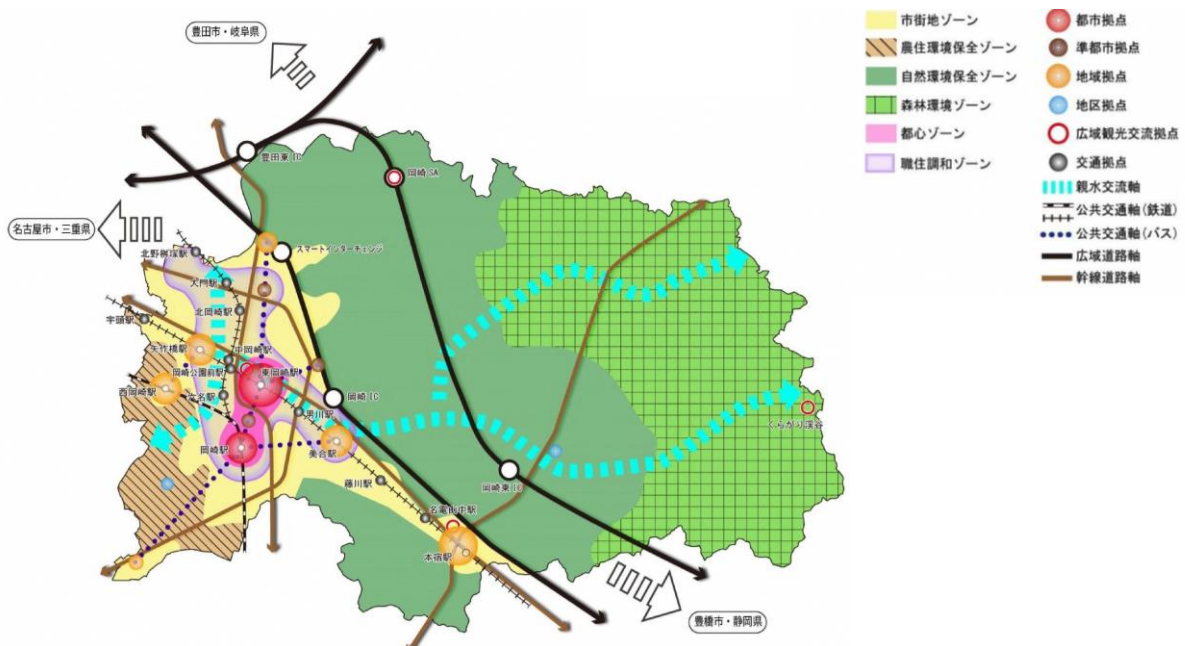 豊田市・岐阜県
豊田東IC
岡崎SA
名古屋市・三重県
スマートインターチェンジ
北野桝塚駅
大門駅
北岡崎駅
宇頭駅
矢作橋駅
中岡崎駅
岡崎公園前駅
東岡崎駅
西岡崎駅
六名駅
岡崎IC
男川駅
くらがり渓谷
岡崎駅
美合駅
藤川駅
岡崎東IC
名電山中駅
本宿駅
豊橋市・静岡県
市街地ゾーン
農住環境保全ゾーン
自然環境保全ゾーン
森林環境ゾーン
都心ゾーン
職住調和ゾーン
都市拠点
準都市拠点
地域拠点
地区拠点
広域観光交流拠点
交通拠点
親水交流軸
公共交通軸(鉄道)
公共交通軸(バス)
広域道路軸
幹線道路軸